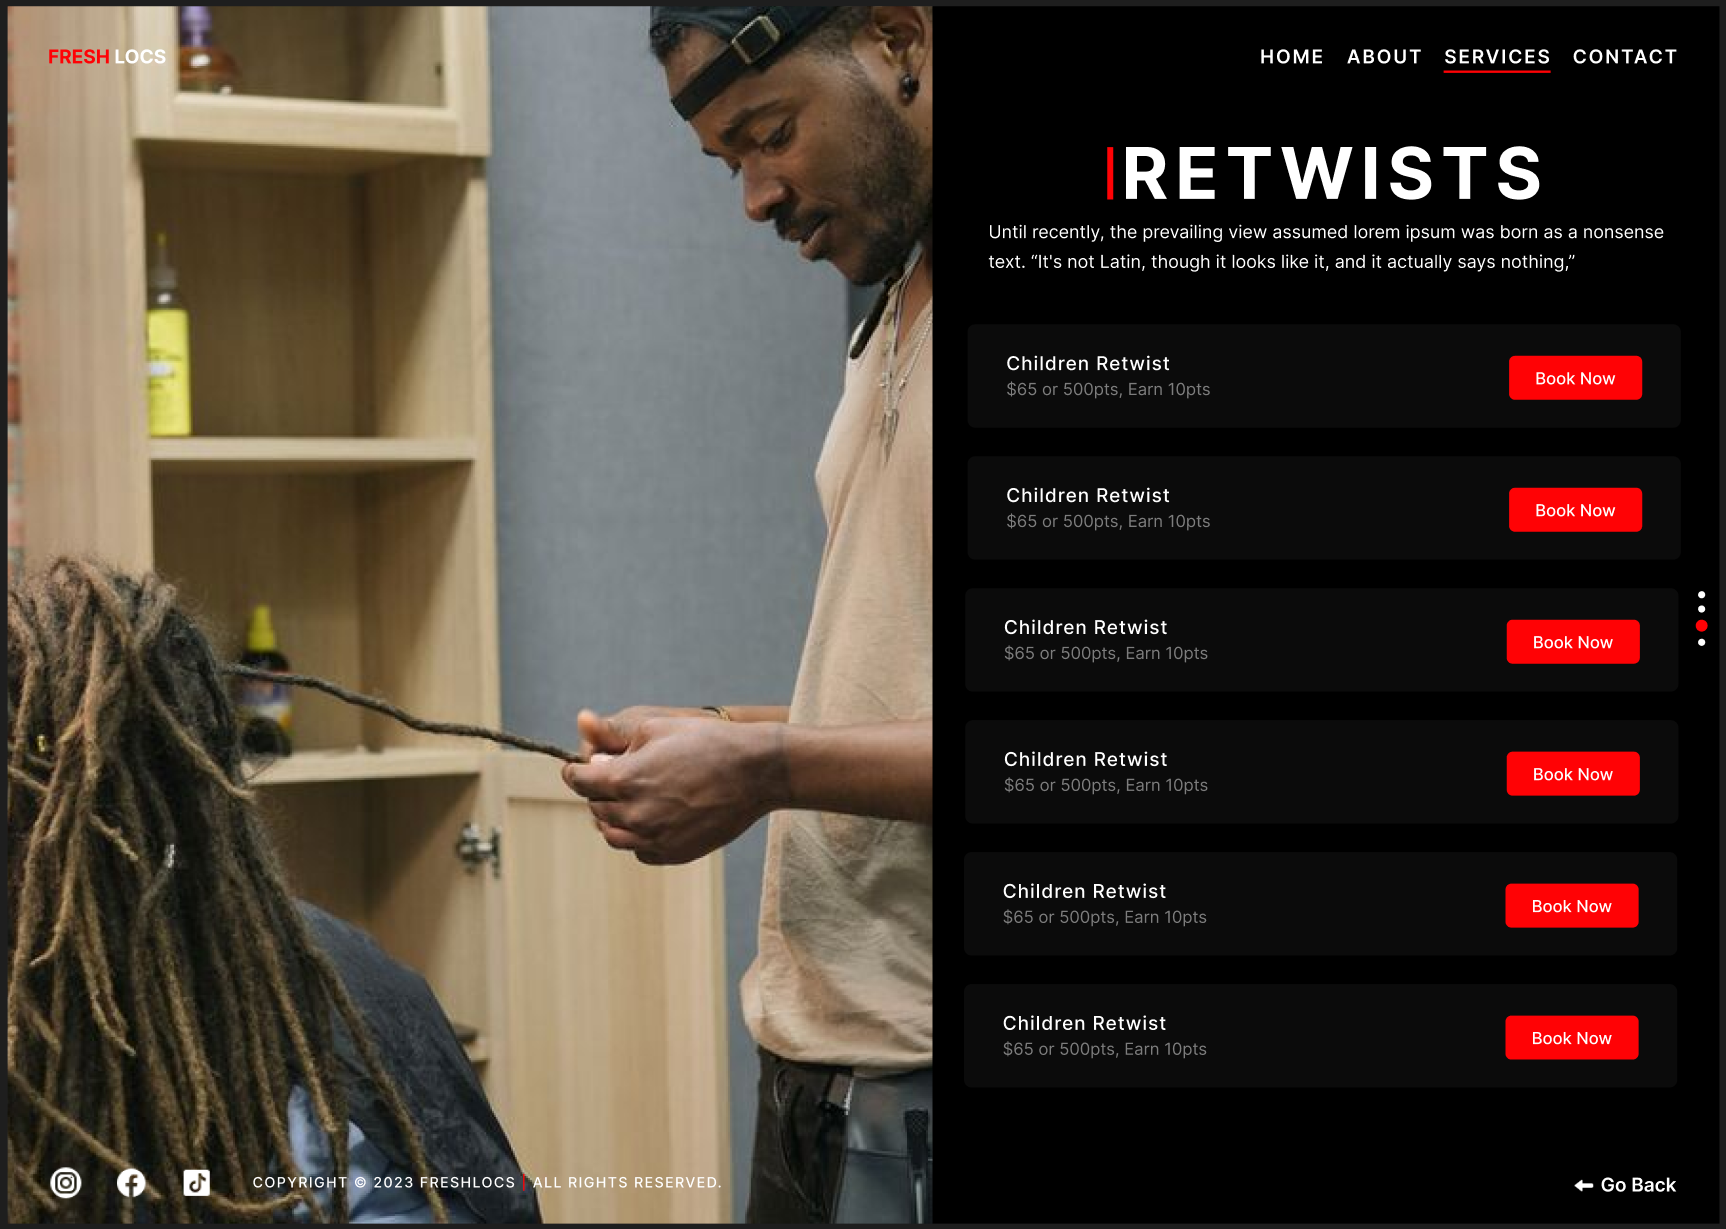 FRESH LOCS
HOME ABOUT SERVICES CONTACT
RETWISTS
Until recently, the prevailing view assumed lorem ipsum was born as a nonsense
text. “It's not Latin, though it looks like it, and it actually says nothing,”
Children Retwist
$65 or 500pts, Earn 10pts
Book Now
Children Retwist
$65 or 500pts, Earn 10pts
Book Now
Children Retwist
$65 or 500pts, Earn 10pts
Book Now
Children Retwist
$65 or 500pts, Earn 10pts
Book Now
Children Retwist
$65 or 500pts, Earn 10pts
Book Now
Children Retwist
$65 or 500pts, Earn 10pts
Book Now
COPYRIGHT © 2023 FRESHLOCS | ALL RIGHTS RESERVED.
Go Back